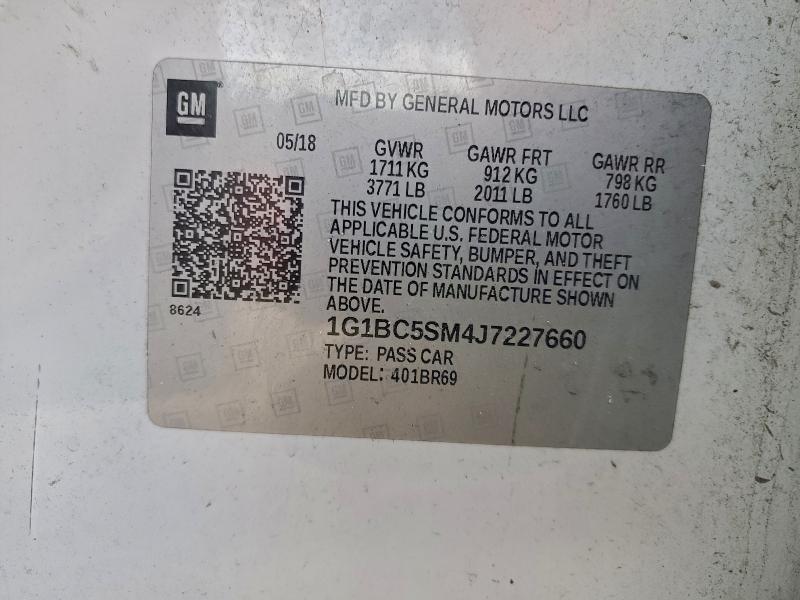 GM
MFD BY GENERAL MOTORS LLC
05/18
GVWR
1711 KG
3771 LB
GAWR FRT
912 KG
2011 LB
GAWR RR
798 KG
1760 LB
THIS VEHICLE CONFORMS TO ALL
APPLICABLE U.S. FEDERAL MOTOR
VEHICLE SAFETY, BUMPER, AND THEFT
PREVENTION STANDARDS IN EFFECT ON
THE DATE OF MANUFACTURE SHOWN
ABOVE.
8624
1G1BC5SM4J7227660
TYPE: PASS CAR
MODEL: 401BR69